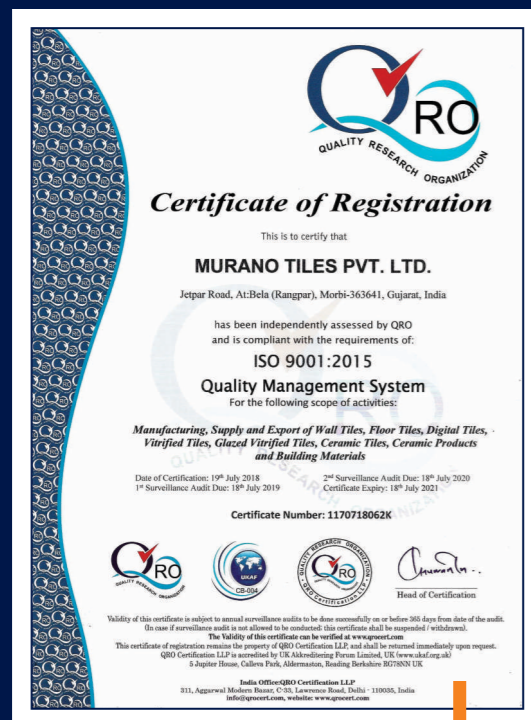 QRO
QUALITY RESEARCH ORGANIZATION
Certificate of Registration
This is to certify that
MURANO TILES PVT. LTD.
Jetpar Road, At:Bela (Rangpar), Morbi-363641, Gujarat, India
has been independently assessed by QRO
and is compliant with the requirements of:
ISO 9001:2015
Quality Management System
For the following scope of activities:
Manufacturing, Supply and Export of Wall Tiles, Floor Tiles, Digital Tiles,
Vitrified Tiles, Glazed Vitrified Tiles, Ceramic Tiles, Ceramic Products
and Building Materials
Date of Certification: 19th July 2018 2nd Surveillance Audit Due: 18th July 2020
1st Surveillance Audit Due: 18th July 2019 Certificate Expiry: 18th July 2021
Certificate Number: 1170718062K
QRO
QUALITY RESEARCH ORGANIZATION
UKAF
CB-004
QUALITY RESEARCH ORGANIZATION
QRO
QRO Certification LLP
Head of Certification
Validity of this certificate is subject to annual surveillance audits to be done successfully on or before 365 days from date of the audit.
(In case if surveillance audit is not allowed to be conducted: this certificate shall be suspended / withdrawn).
The Validity of this certificate can be verified at www.qrocert.com
This certificate of registration remains the property of QRO Certification LLP, and shall be returned immediately upon request.
QRO Certification LLP is accredited by UK Akkreditering Forum Limited, UK (www.ukaf.org.uk)
5 Jupiter House, Calleva Park, Aldermaston, Reading Berkshire RG78NN UK
India Office:QRO Certification LLP
311, Aggarwal Modern Bazar, C-33, Lawrence Road, Delhi - 110035, India
info@qrocert.com, website: www.qrocert.com